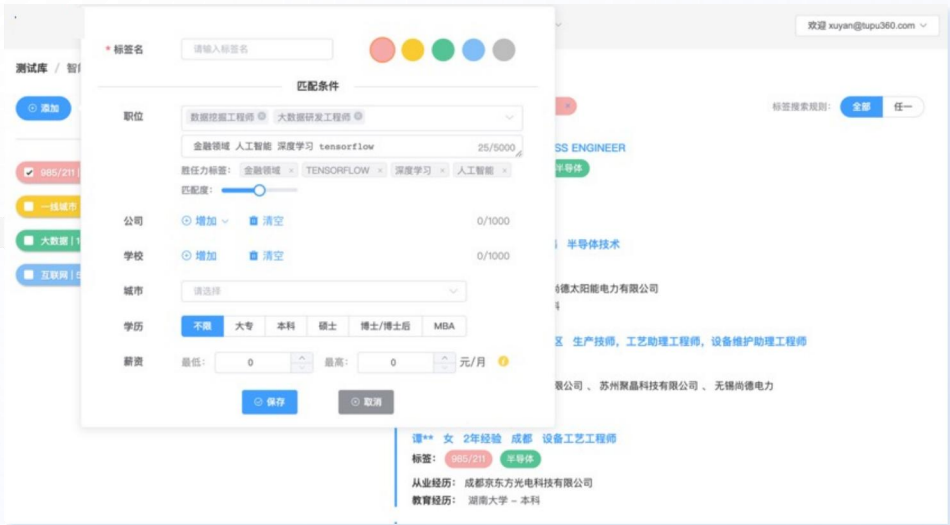 欢迎 xuyan@tupu360.com
* 标签名 请输入标签名
测试库 /
匹配条件
添加
职位 数据挖掘工程师 大数据研发工程师
标签搜索规则: 全部 任一
金融领域 人工智能 深度学习 tensorflow 25/5000
SS ENGINEER
胜任力标签: 金融领域 × TENSORFLOW × 深度学习 × 人工智能 ×
半导体
985/211
匹配度:
一线城市
公司 增加 清空 0/1000
大数据 | 1
半导体技术
学校 增加 清空 0/1000
互联网 | 5
城市 请选择
尚德太阳能电力有限公司
学历 不限 大专 本科 硕士 博士/博士后 MBA
区 生产技师, 工艺助理工程师, 设备维护助理工程师
薪资 最低: 0 最高: 0 元/月
限公司 、 苏州聚晶科技有限公司 、 无锡尚德电力
保存 取消
谭** 女 2年经验 成都 设备工艺工程师
标签: 985/211 半导体
从业经历: 成都京东方光电科技有限公司
教育经历: 湖南大学 – 本科